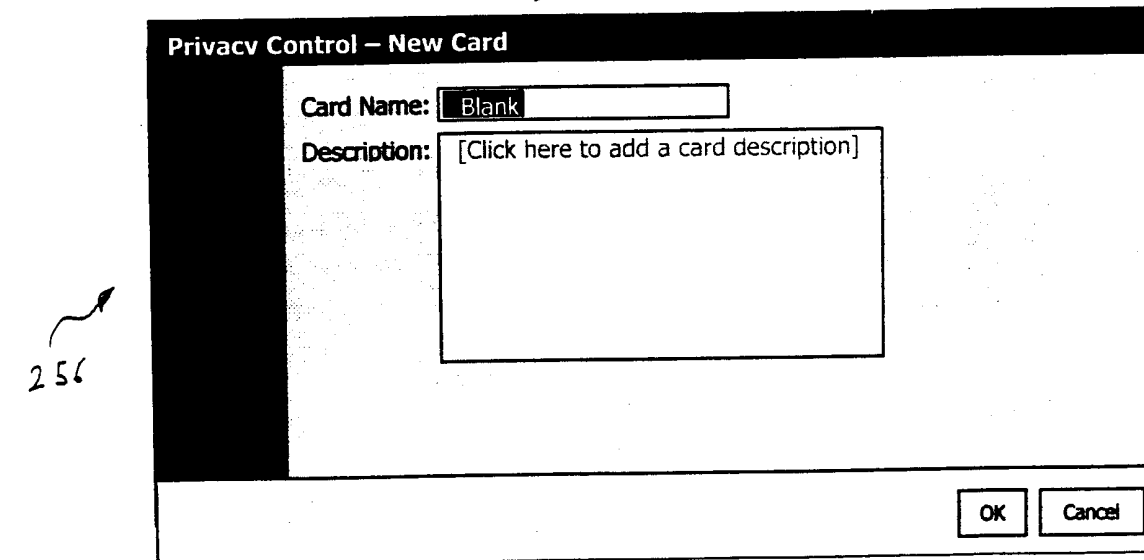 Privacy Control – New Card
Card Name: Blank
Description: [Click here to add a card description]
256
OK Cancel